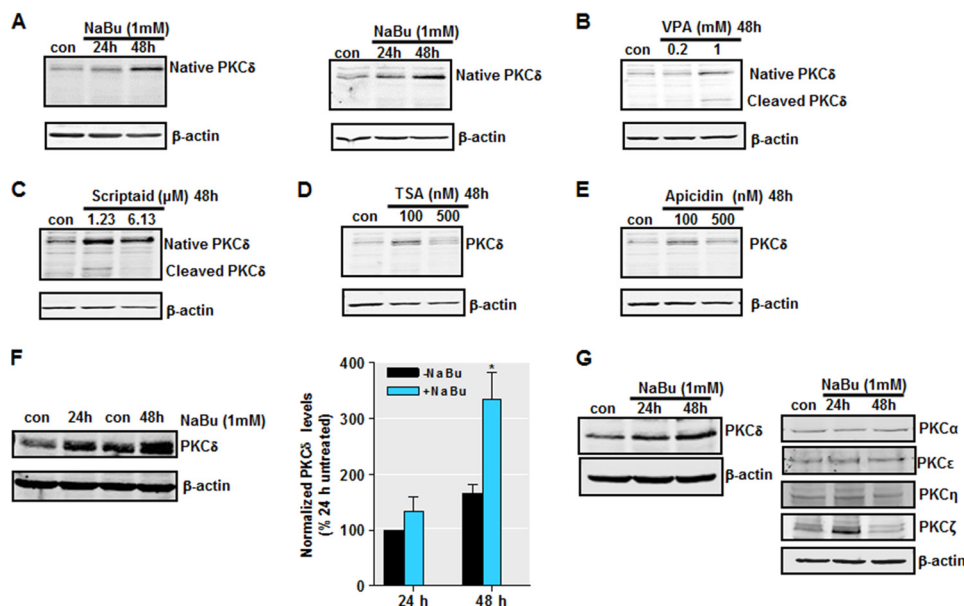 A
NaBu (1mM)
con 24h 48h
Native PKCδ
β-actin
NaBu (1mM)
con 24h 48h
Native PKCδ
β-actin
B
VPA (mM) 48h
con 0.2 1
Native PKCδ
Cleaved PKCδ
β-actin
C
Scriptaid (µM) 48h
con 1.23 6.13
Native PKCδ
Cleaved PKCδ
β-actin
D
TSA (nM) 48h
con 100 500
PKCδ
β-actin
E
Apicidin (nM) 48h
con 100 500
PKCδ
β-actin
F
con 24h con 48h NaBu (1mM)
PKCδ
β-actin
Normalized PKCδ levels
(% 24 h untreated)
400
300
200
100
0
-NaBu
+NaBu
*
24 h 48 h
G
NaBu (1mM)
con 24h 48h
PKCδ
β-actin
NaBu (1mM)
con 24h 48h
PKCα
PKCε
PKCη
PKCζ
β-actin